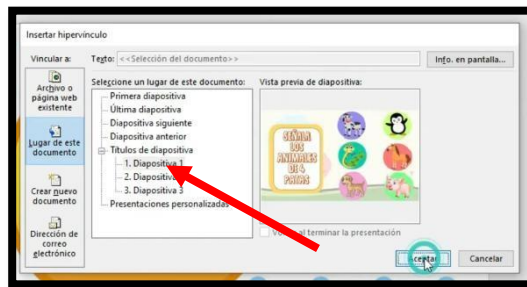 Insertar hipervínculo
Vincular a:
Texto: <<Selección del documento>>
Info. en pantalla...
Archivo o página web existente
Lugar de este documento
Crear nuevo documento
Dirección de correo electrónico
Seleccione un lugar de este documento:
Primera diapositiva
Última diapositiva
Diapositiva siguiente
Diapositiva anterior
Títulos de diapositiva
1. Diapositiva 1
2. Diapositiva
3. Diapositiva 3
Presentaciones personalizadas
Vista previa de diapositiva:
SEÑALA
LOS
ANIMALES
DE 4
PATAS
al terminar la presentación
Aceptar
Cancelar